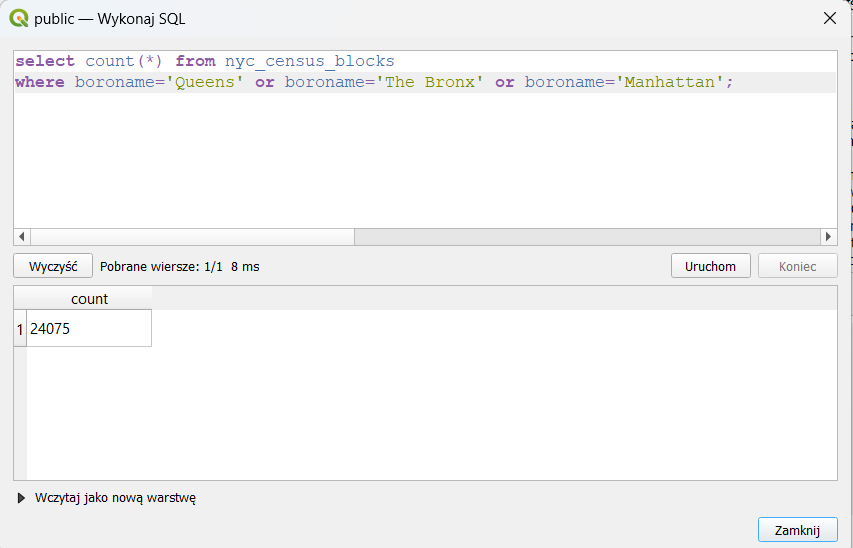 public — Wykonaj SQL
select count(*) from nyc_census_blocks
where boroname='Queens' or boroname='The Bronx' or boroname='Manhattan';
Wyczyść Pobrane wiersze: 1/1 8 ms Uruchom Koniec
count
1 24075
Wczytaj jako nową warstwę
Zamknij